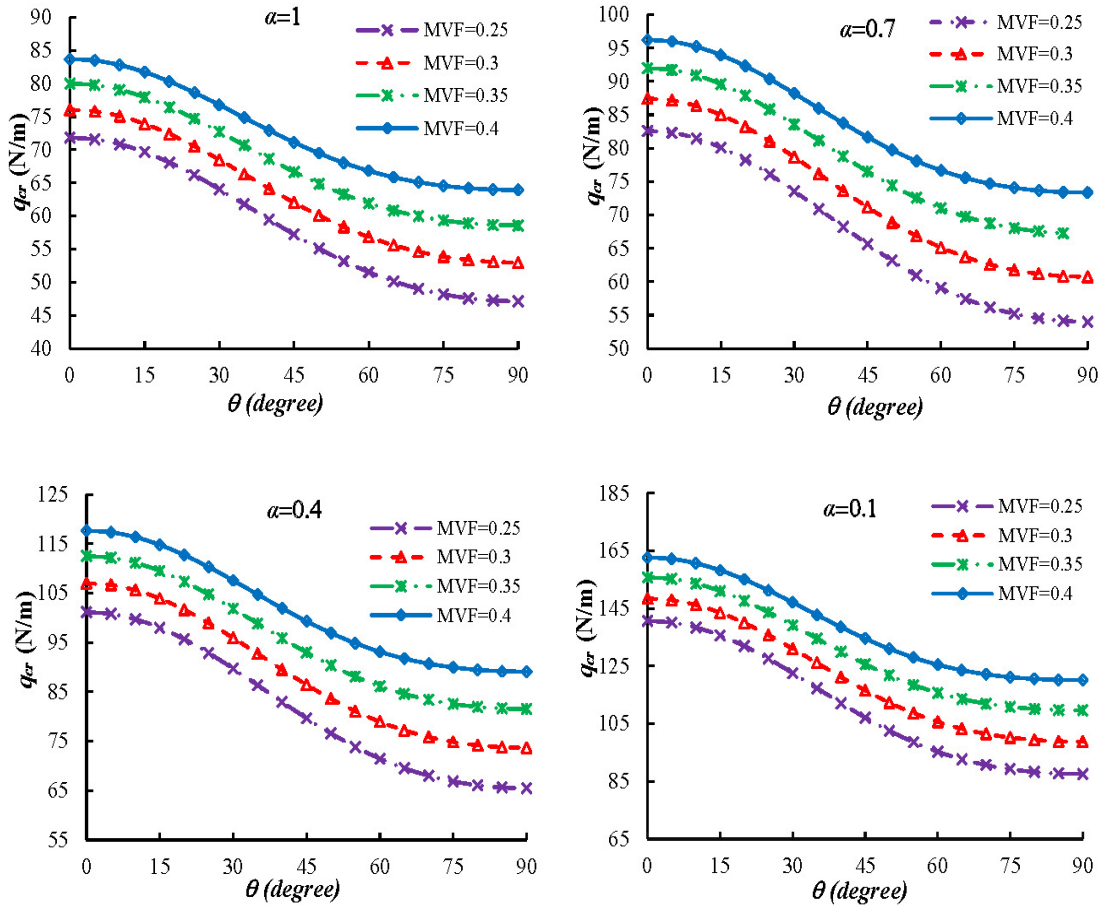 α=1
MVF=0.25
MVF=0.3
MVF=0.35
MVF=0.4
q_cr (N/m)
90
85
80
75
70
65
60
55
50
45
40
0 15 30 45 60 75 90
θ (degree)
α=0.7
MVF=0.25
MVF=0.3
MVF=0.35
MVF=0.4
q_cr (N/m)
100
95
90
85
80
75
70
65
60
55
50
0 15 30 45 60 75 90
θ (degree)
α=0.4
MVF=0.25
MVF=0.3
MVF=0.35
MVF=0.4
q_cr (N/m)
125
115
105
95
85
75
65
55
0 15 30 45 60 75 90
θ (degree)
α=0.1
MVF=0.25
MVF=0.3
MVF=0.35
MVF=0.4
q_cr (N/m)
185
165
145
125
105
85
65
0 15 30 45 60 75 90
θ (degree)